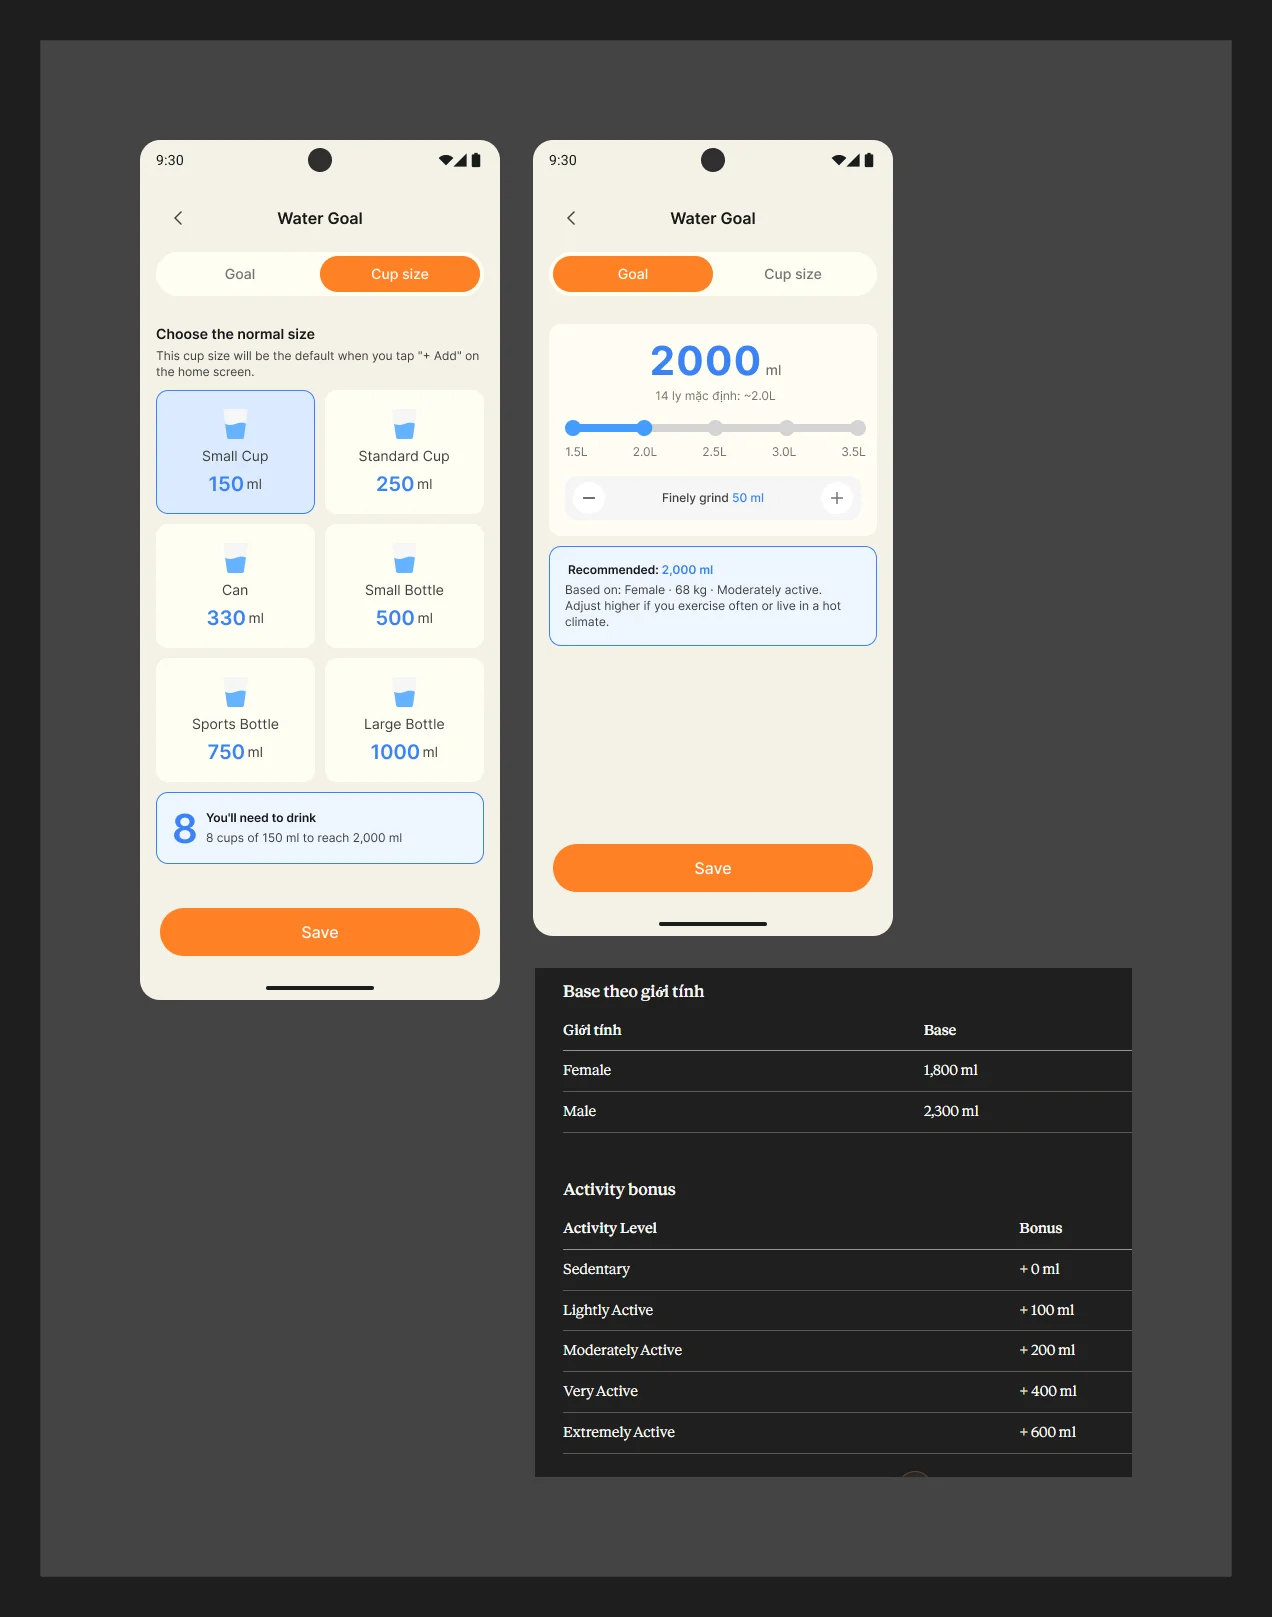 9:30
Water Goal
Goal
Cup size
Choose the normal size
This cup size will be the default when you tap "+ Add" on
the home screen.
Small Cup
150 ml
Standard Cup
250 ml
Can
330 ml
Small Bottle
500 ml
Sports Bottle
750 ml
Large Bottle
1000 ml
8
You'll need to drink
8 cups of 150 ml to reach 2,000 ml
Save
9:30
Water Goal
Goal
Cup size
2000 ml
14 ly mặc định: ~2.0L
1.5L
2.0L
2.5L
3.0L
3.5L
Finely grind 50 ml
Recommended: 2,000 ml
Based on: Female · 68 kg · Moderately active.
Adjust higher if you exercise often or live in a hot
climate.
Save
Base theo giới tính
Giới tính Base
Female 1,800 ml
Male 2,300 ml
Activity bonus
Activity Level Bonus
Sedentary + 0 ml
Lightly Active + 100 ml
Moderately Active + 200 ml
Very Active + 400 ml
Extremely Active + 600 ml